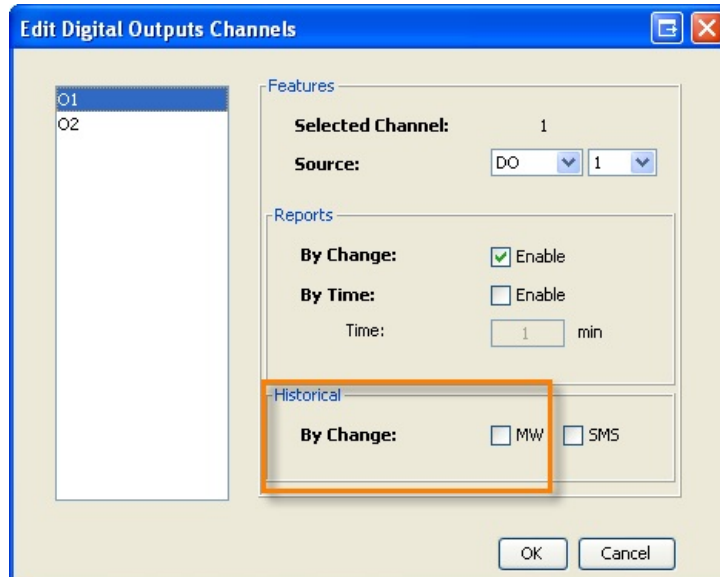 Edit Digital Outputs Channels
O1
O2
Features
Selected Channel: 1
Source: DO 1
Reports
By Change: Enable
By Time: Enable
Time: 1 min
Historical
By Change: MW SMS
OK Cancel